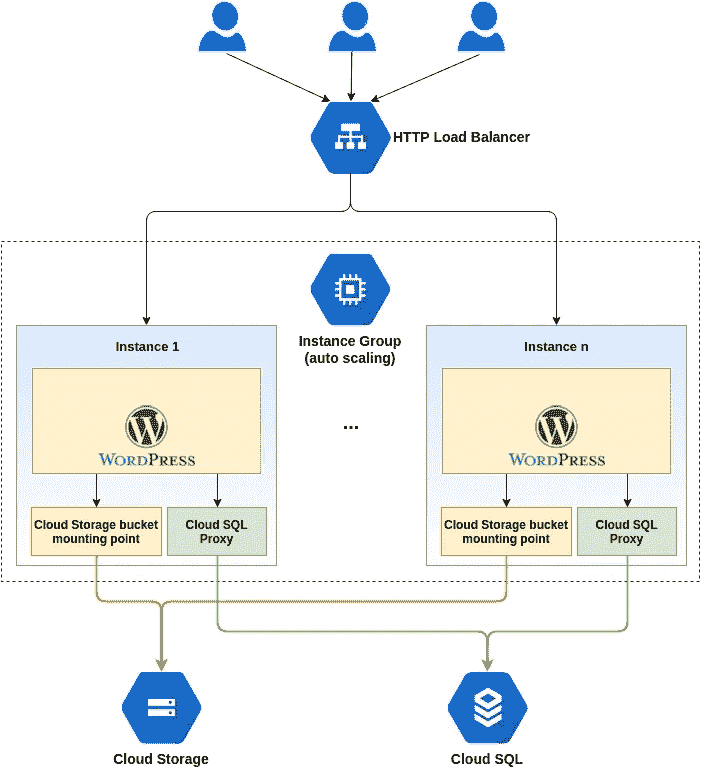 HTTP Load Balancer
Instance Group
(auto scaling)
Instance 1
Instance n
WORDPRESS
...
WORDPRESS
Cloud Storage bucket
mounting point
Cloud SQL
Proxy
Cloud Storage bucket
mounting point
Cloud SQL
Proxy
Cloud Storage
Cloud SQL